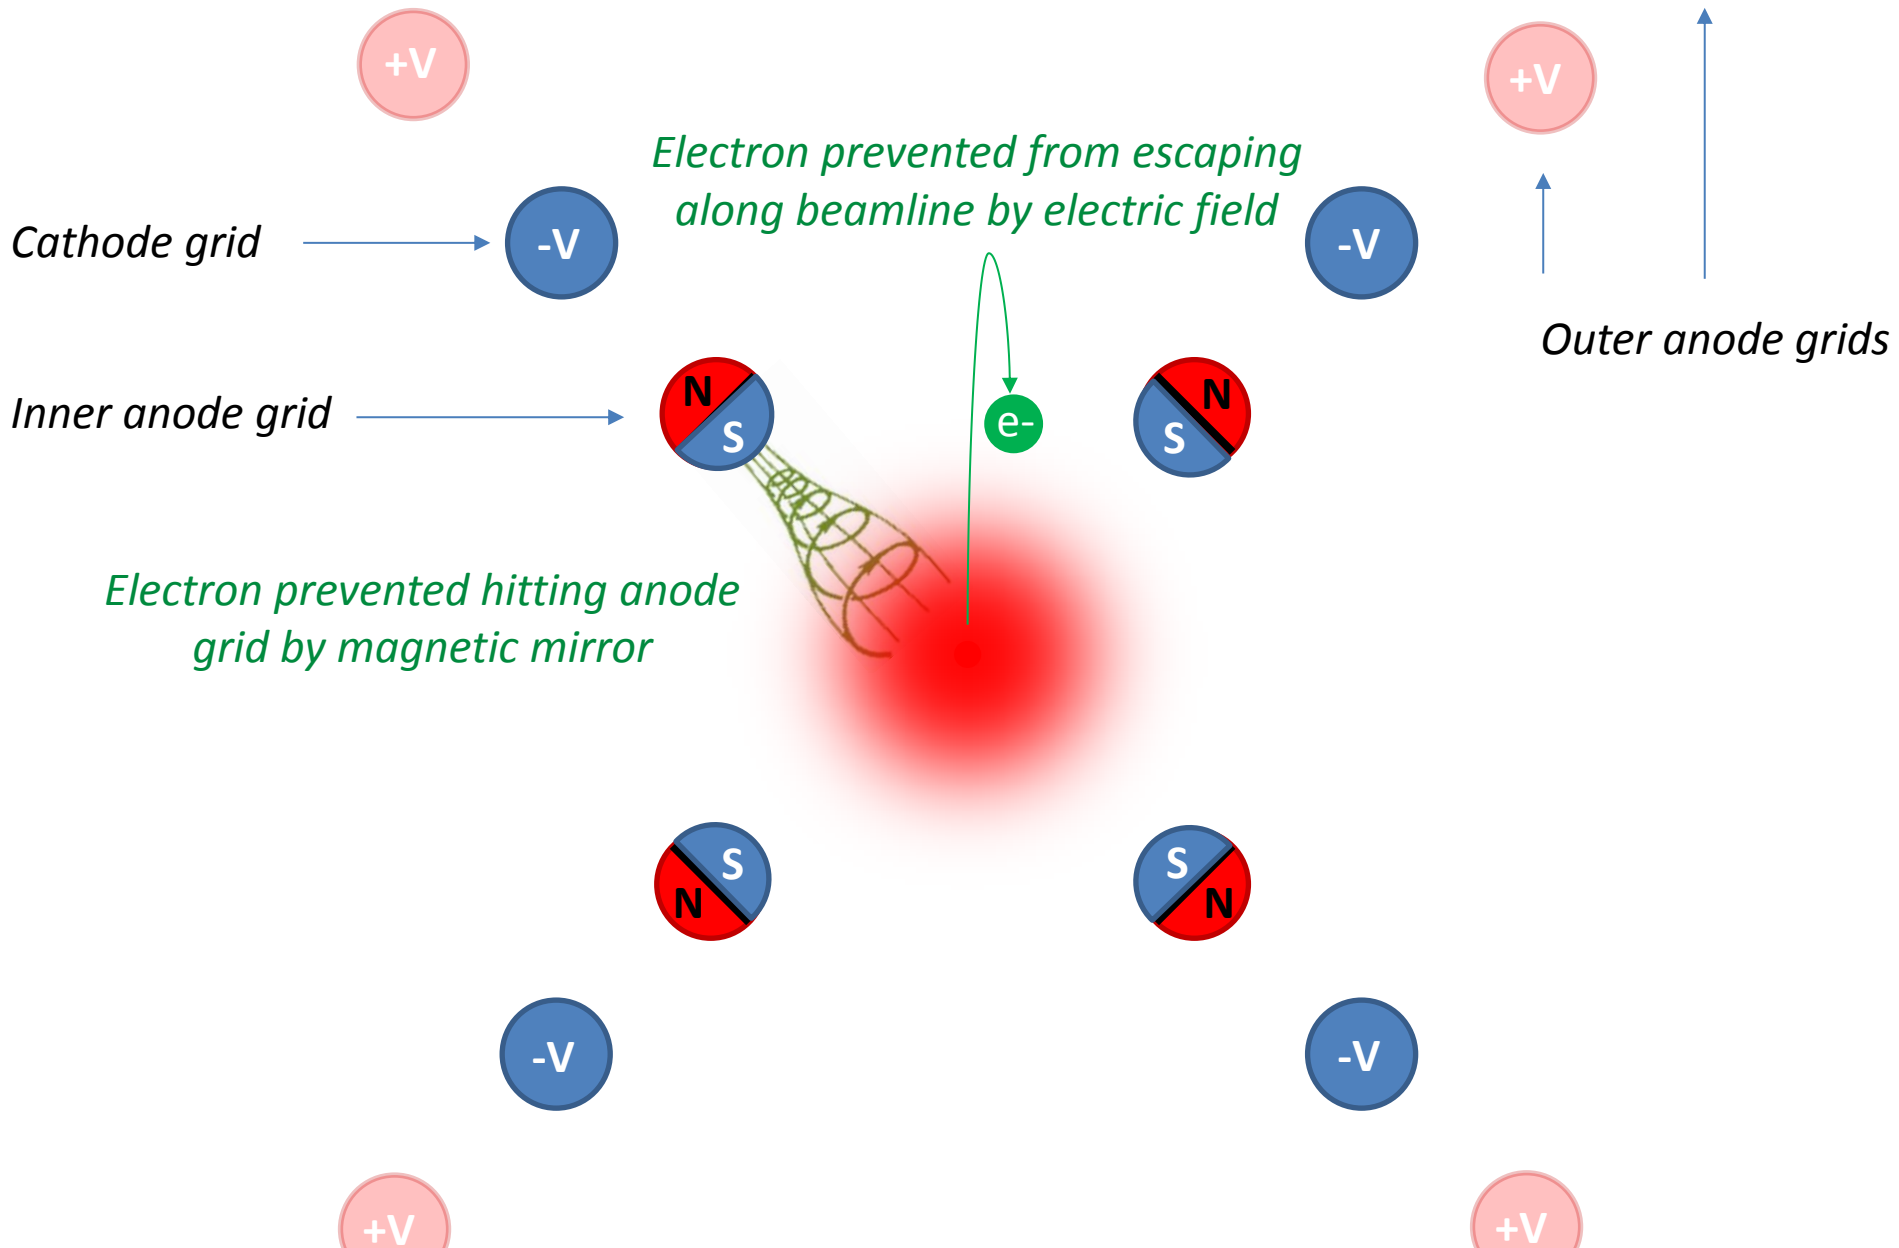 +V
+V
Electron prevented from escaping
along beamline by electric field
Cathode grid
-V
-V
Outer anode grids
Inner anode grid
N
S
e-
N
S
Electron prevented hitting anode
grid by magnetic mirror
S
N
S
N
-V
-V
+V
+V